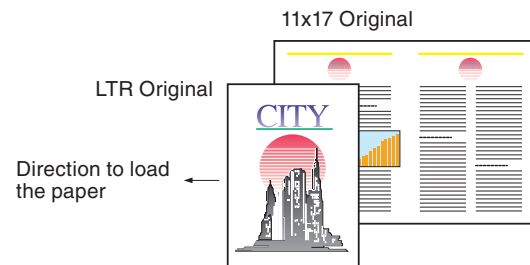 11x17 Original
LTR Original
CITY
Direction to load
the paper